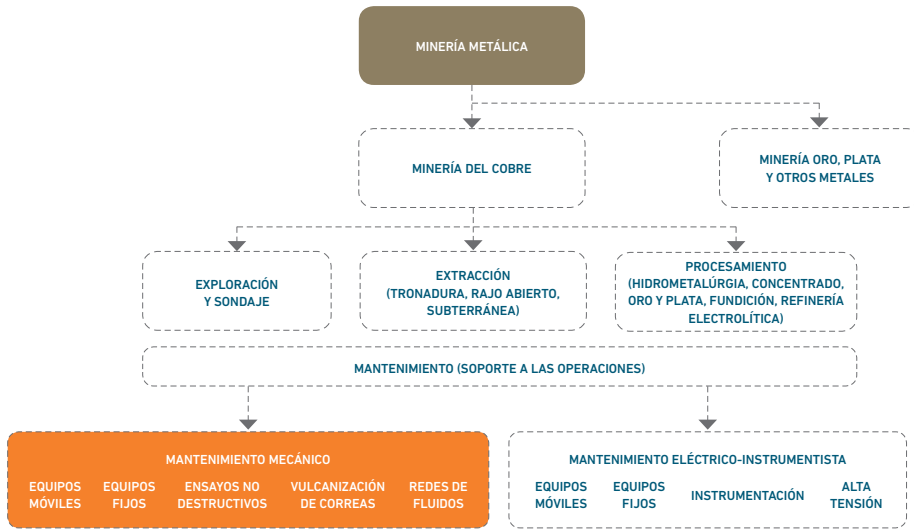 MINERÍA METÁLICA
MINERÍA DEL COBRE
MINERÍA ORO, PLATA
Y OTROS METALES
EXPLORACIÓN
Y SONDAJE
EXTRACCIÓN
(TRONADURA, RAJO ABIERTO,
SUBTERRÁNEA)
PROCESAMIENTO
(HIDROMETALÚRGIA, CONCENTRADO,
ORO Y PLATA, FUNDICIÓN, REFINERÍA
ELECTROLÍTICA)
MANTENIMIENTO (SOPORTE A LAS OPERACIONES)
MANTENIMIENTO MECÁNICO
EQUIPOS
MÓVILES
EQUIPOS
FIJOS
ENSAYOS NO
DESTRUCTIVOS
VULCANIZACIÓN
DE CORREAS
REDES DE
FLUIDOS
MANTENIMIENTO ELÉCTRICO-INSTRUMENTISTA
EQUIPOS
MÓVILES
EQUIPOS
FIJOS
INSTRUMENTACIÓN
ALTA
TENSIÓN